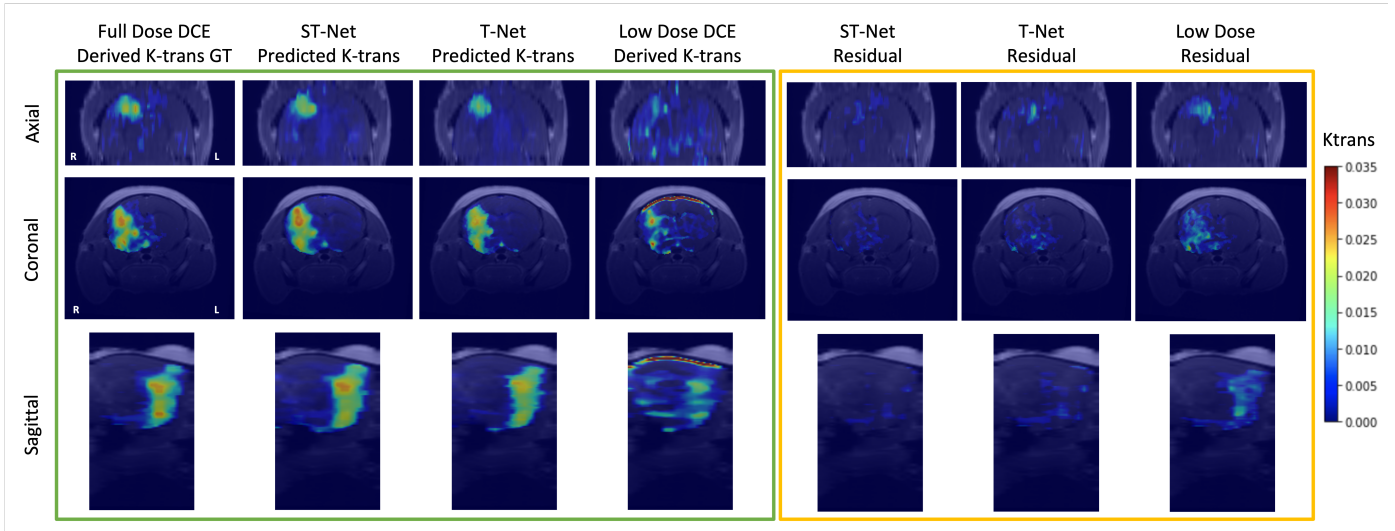 Full Dose DCE
Derived K-trans GT
ST-Net
Predicted K-trans
T-Net
Predicted K-trans
Low Dose DCE
Derived K-trans
ST-Net
Residual
T-Net
Residual
Low Dose
Residual
Axial
R
L
Coronal
R
L
Sagittal
Ktrans
0.035
0.030
0.025
0.020
0.015
0.010
0.005
0.000